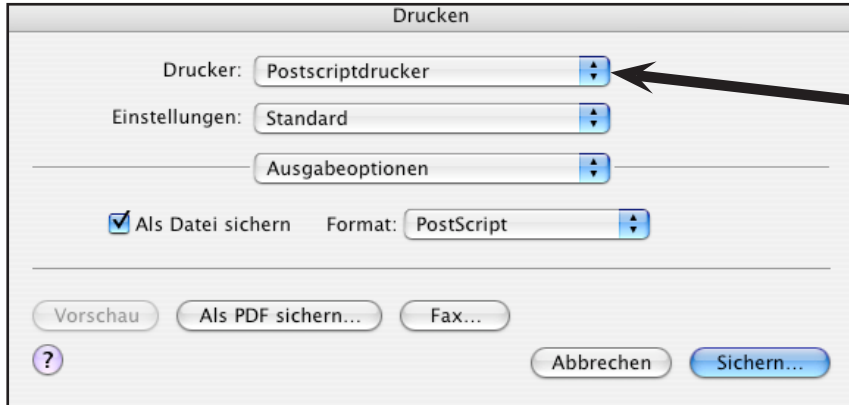 Drucken
Drucker: Postscriptdrucker
Einstellungen: Standard
Ausgabeoptionen
Als Datei sichern Format: PostScript
Vorschau Als PDF sichern... Fax...
? Abbrechen Sichern...